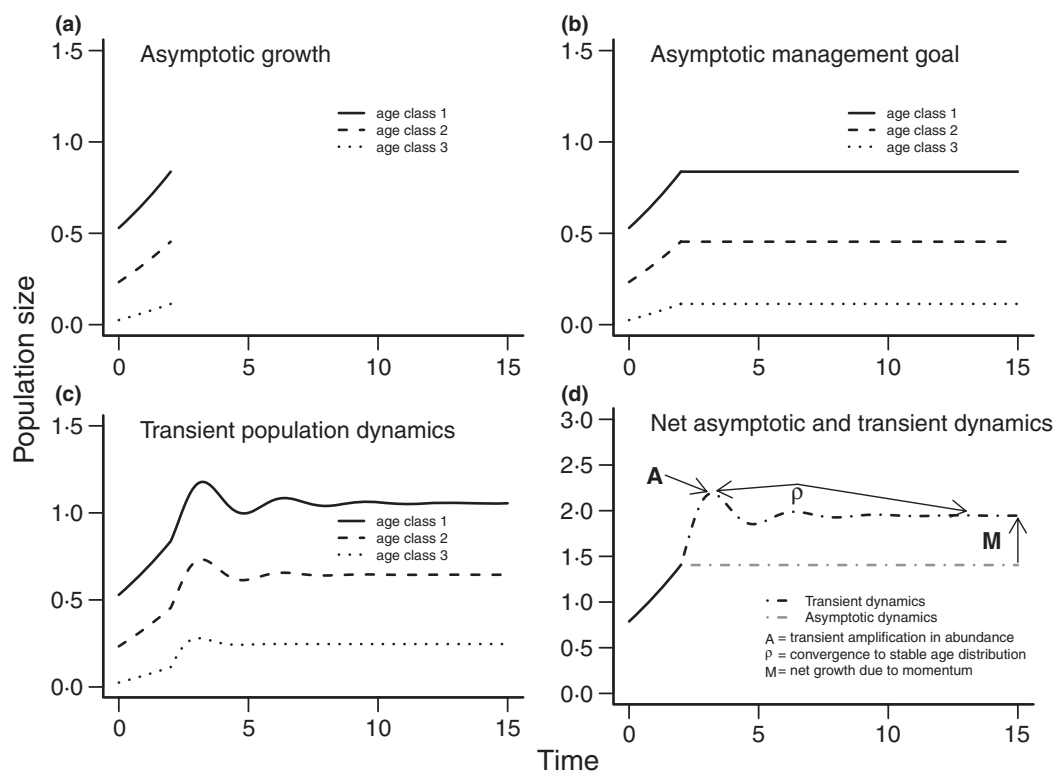 (a)
Asymptotic growth
1·5
1·0
0·5
0·0
age class 1
age class 2
age class 3
0 5 10 15
(b)
Asymptotic management goal
1·5
1·0
0·5
0·0
age class 1
age class 2
age class 3
0 5 10 15
Population size
(c)
Transient population dynamics
1·5
1·0
0·5
0·0
age class 1
age class 2
age class 3
0 5 10 15
(d)
Net asymptotic and transient dynamics
3·0
2·5
2·0
1·5
1·0
0·5
0·0
A
ρ
M
Transient dynamics
Asymptotic dynamics
A = transient amplification in abundance
ρ = convergence to stable age distribution
M= net growth due to momentum
0 5 10 15
Time